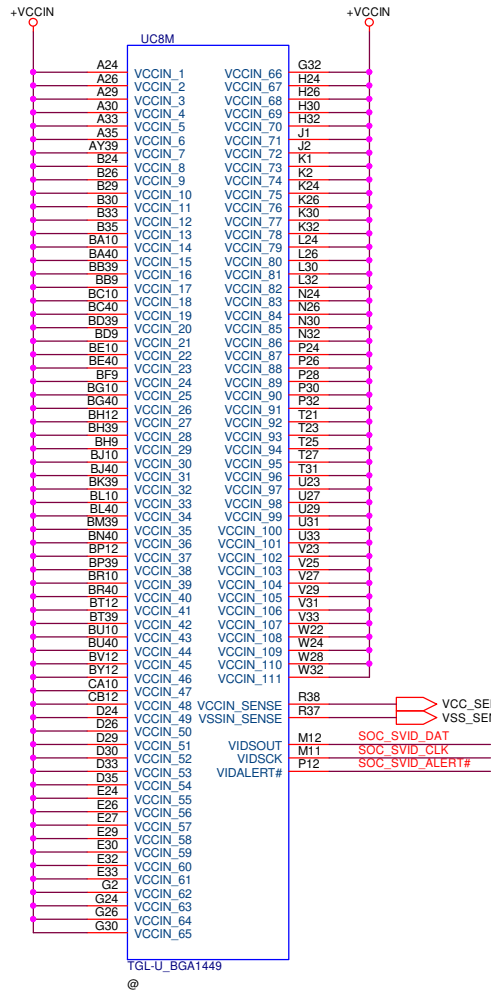 +VCCIN +VCCIN
UC8M
A24 VCCIN_1 VCCIN_66 G32
A26 VCCIN_2 VCCIN_67 H24
A29 VCCIN_3 VCCIN_68 H26
A30 VCCIN_4 VCCIN_69 H30
A33 VCCIN_5 VCCIN_70 H32
A35 VCCIN_6 VCCIN_71 J1
AY39 VCCIN_7 VCCIN_72 J2
B24 VCCIN_8 VCCIN_73 K1
B26 VCCIN_9 VCCIN_74 K2
B29 VCCIN_10 VCCIN_75 K24
B30 VCCIN_11 VCCIN_76 K26
B33 VCCIN_12 VCCIN_77 K30
B35 VCCIN_13 VCCIN_78 K32
BA10 VCCIN_14 VCCIN_79 L24
BA40 VCCIN_15 VCCIN_80 L26
BB39 VCCIN_16 VCCIN_81 L30
BB9 VCCIN_17 VCCIN_82 L32
BC10 VCCIN_18 VCCIN_83 N24
BC40 VCCIN_19 VCCIN_84 N26
BD39 VCCIN_20 VCCIN_85 N30
BD9 VCCIN_21 VCCIN_86 N32
BE10 VCCIN_22 VCCIN_87 P24
BE40 VCCIN_23 VCCIN_88 P26
BF9 VCCIN_24 VCCIN_89 P28
BG10 VCCIN_25 VCCIN_90 P30
BG40 VCCIN_26 VCCIN_91 P32
BH12 VCCIN_27 VCCIN_92 T21
BH39 VCCIN_28 VCCIN_93 T23
BH9 VCCIN_29 VCCIN_94 T25
BJ10 VCCIN_30 VCCIN_95 T27
BJ40 VCCIN_31 VCCIN_96 T31
BK39 VCCIN_32 VCCIN_97 U23
BL10 VCCIN_33 VCCIN_98 U27
BL40 VCCIN_34 VCCIN_99 U29
BM39 VCCIN_35 VCCIN_100 U31
BN40 VCCIN_36 VCCIN_101 U33
BP12 VCCIN_37 VCCIN_102 V23
BP39 VCCIN_38 VCCIN_103 V25
BR10 VCCIN_39 VCCIN_104 V27
BR40 VCCIN_40 VCCIN_105 V29
BT12 VCCIN_41 VCCIN_106 V31
BT39 VCCIN_42 VCCIN_107 V33
BU10 VCCIN_43 VCCIN_108 W22
BU40 VCCIN_44 VCCIN_109 W24
BV12 VCCIN_45 VCCIN_110 W28
BY12 VCCIN_46 VCCIN_111 W32
CA10 VCCIN_47
CB12 VCCIN_48 VCCIN_SENSE R38 VCC_SE
D24 VCCIN_49 VSSIN_SENSE R37 VSS_SE
D26 VCCIN_50
D29 VCCIN_51 VIDSOUT M12 SOC_SVID_DAT
D30 VCCIN_52 VIDSCK M11 SOC_SVID_CLK
D33 VCCIN_53 VIDALERT# P12 SOC_SVID_ALERT#
D35 VCCIN_54
E24 VCCIN_55
E26 VCCIN_56
E27 VCCIN_57
E29 VCCIN_58
E30 VCCIN_59
E32 VCCIN_60
E33 VCCIN_61
G2 VCCIN_62
G24 VCCIN_63
G26 VCCIN_64
G30 VCCIN_65
TGL-U_BGA1449
@